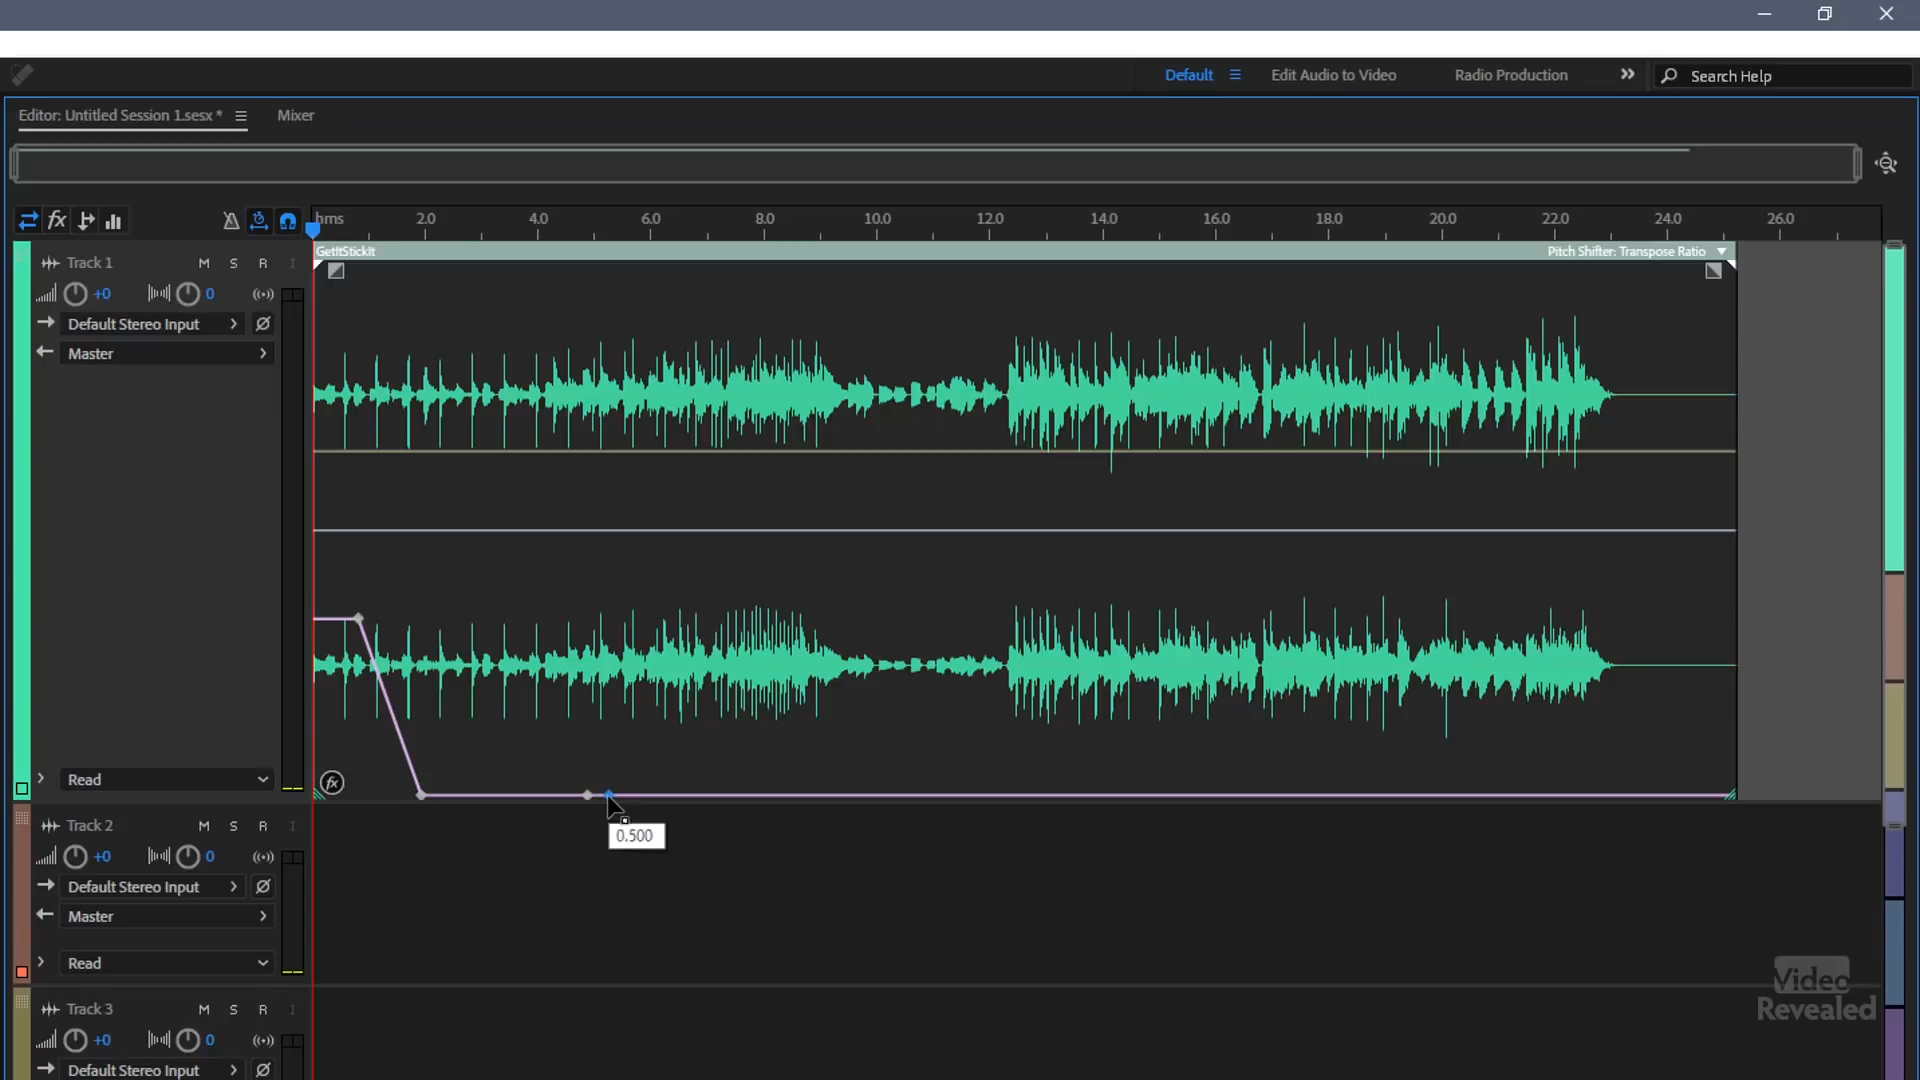 Default
Edit Audio to Video
Radio Production
Search Help
Editor: Untitled Session 1.sesx *
Mixer
hms 2.0 4.0 6.0 8.0 10.0 12.0 14.0 16.0 18.0 20.0 22.0 24.0 26.0
fx
GetItStickIt
Pitch Shifter: Transpose Ratio
Track 1 M S R I
+0 0
Default Stereo Input
Master
Read
fx
0.500
Track 2 M S R I
+0 0
Default Stereo Input
Master
Read
Track 3 M S R I
+0 0
Default Stereo Input
Video
Revealed